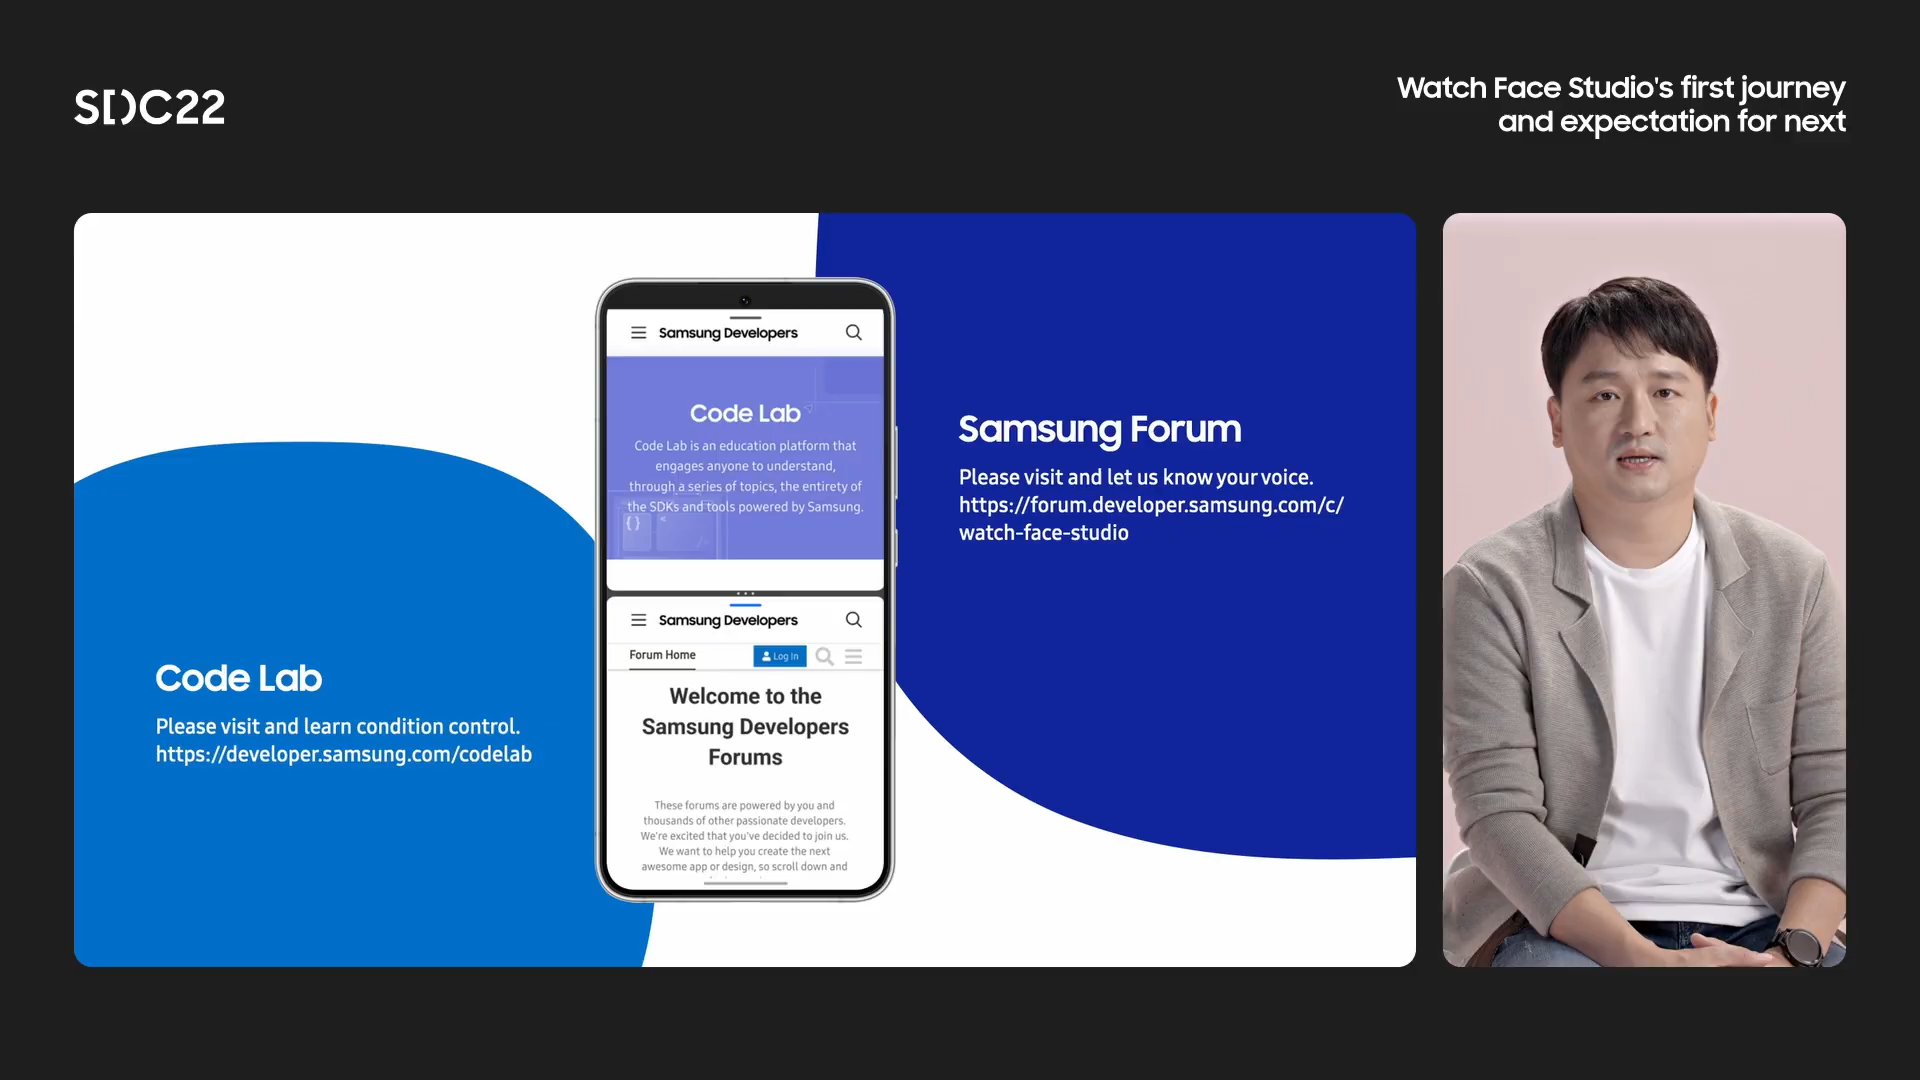 SDC22
Watch Face Studio's first journey
and expectation for next
Samsung Developers
Code Lab
Code Lab is an education platform that
engages anyone to understand,
through a series of topics, the entirety of
the SDKs and tools powered by Samsung.
Samsung Developers
Forum Home
Log In
Welcome to the
Samsung Developers
Forums
These forums are powered by you and
thousands of other passionate developers.
We're excited that you've decided to join us.
We want to help you create the next
awesome app or design, so scroll down and
Samsung Forum
Please visit and let us know your voice.
https://forum.developer.samsung.com/c/
watch-face-studio
Code Lab
Please visit and learn condition control.
https://developer.samsung.com/codelab